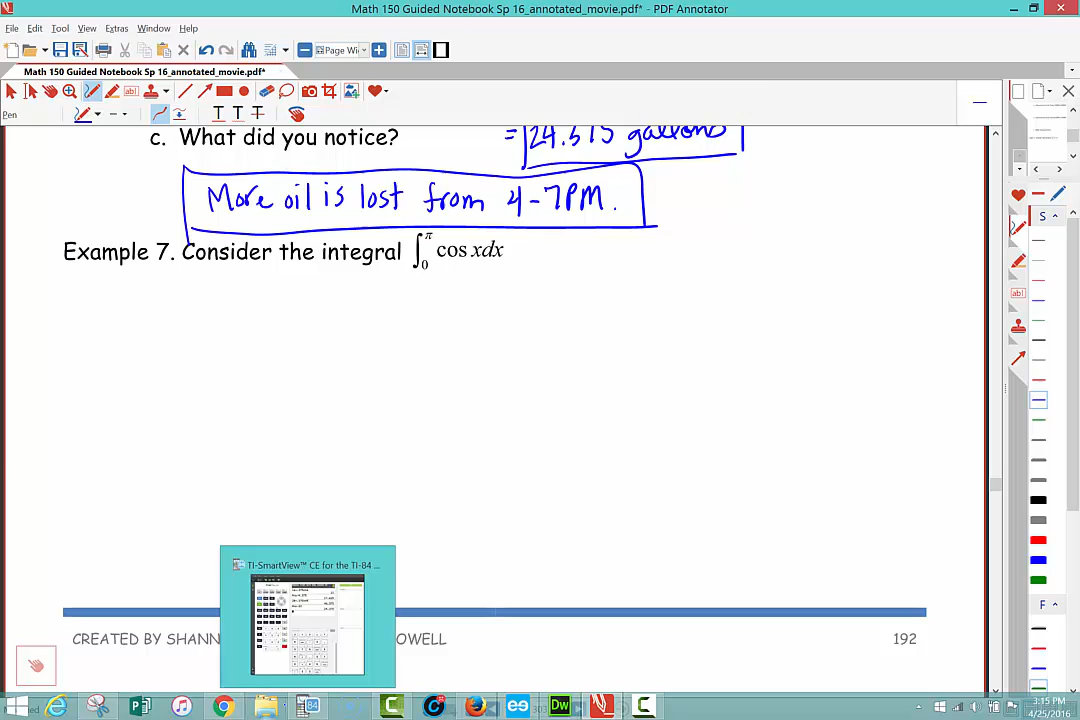 Math 150 Guided Notebook Sp 16_annotated_movie.pdf* - PDF Annotator
File Edit Tool View Extras Window Help
Page Wi
Math 150 Guided Notebook Sp 16_annotated_movie.pdf*
Pen
c. What did you notice?
= 24.375 gallons
More oil is lost from 4-7PM.
Example 7. Consider the integral ∫₀^π cos xdx
TI-SmartView™ CE for the TI-84 ...
CREATED BY SHANN
OWELL
192
S
F
3:15 PM
4/25/2016